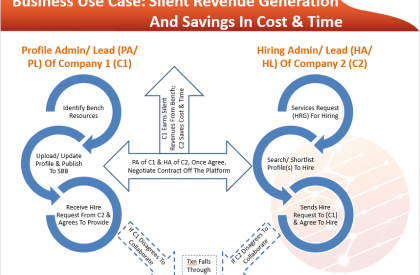 Business Use Case: Silent Revenue Generation
And Savings In Cost & Time
Profile Admin/ Lead (PA/
PL) Of Company 1 (C1)
Hiring Admin/ Lead (HA/
HL) Of Company 2 (C2)
Identify Bench
Resources
Upload/ Update
Profile & Publish
To SBB
Receive Hire
Request From C2 &
Agrees To Provide
C1 Earns Silent
Revenues From Bench;
C2 Saves Cost & Time
PA of C1 & HA of C2, Once Agree,
Negotiate Contract Off The Platform
Services Request
(HRG) For Hiring
Search/ Shortlist
Profile(s) To Hire
Sends Hire
Request To [C1]
& Agree To Hire
If C1 Disagrees To
Collaborate
Txn Falls
Through
If C2 Disagrees To
Collaborate